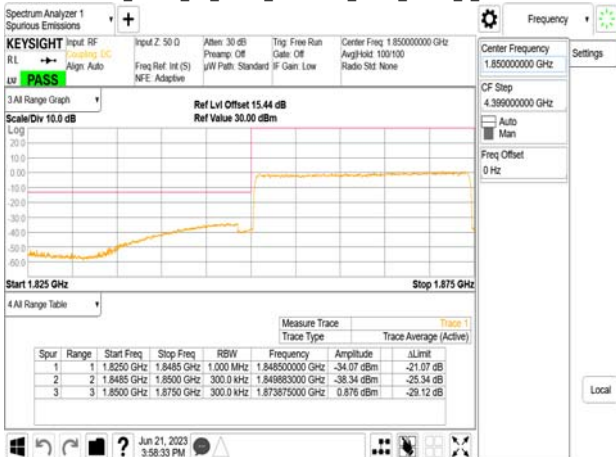 Spectrum Analyzer 1
Spurious Emissions
+
Frequency
KEYSIGHT
RL
PASS
Input: RF
Coupling: DC
Align: Auto
Input Z: 50 Ω
Freq Ref: Int (S)
NFE: Adaptive
Atten: 30 dB
Preamp: Off
µW Path: Standard
Trig: Free Run
Gate: Off
IF Gain: Low
Center Freq: 1.850000000 GHz
Avg|Hold: 100/100
Radio Std: None
Center Frequency
1.850000000 GHz
Settings
CF Step
4.399000000 GHz
Auto
Man
Freq Offset
0 Hz
Local
3 All Range Graph
Scale/Div 10.0 dB
Ref Lvl Offset 15.44 dB
Ref Value 30.00 dBm
Log
20.0
10.0
0.00
-10.0
-20.0
-30.0
-40.0
-50.0
-60.0
Start 1.825 GHz
Stop 1.875 GHz
4 All Range Table
Measure Trace Trace 1
Trace Type Trace Average (Active)
Spur Range Start Freq Stop Freq RBW Frequency Amplitude ΔLimit
1 1 1.8250 GHz 1.8485 GHz 1.000 MHz 1.848500000 GHz -34.07 dBm -21.07 dB
2 2 1.8485 GHz 1.8500 GHz 300.0 kHz 1.849883000 GHz -38.34 dBm -25.34 dB
3 3 1.8500 GHz 1.8750 GHz 300.0 kHz 1.873875000 GHz 0.876 dBm -29.12 dB
?
Jun 21, 2023
3:58:33 PM